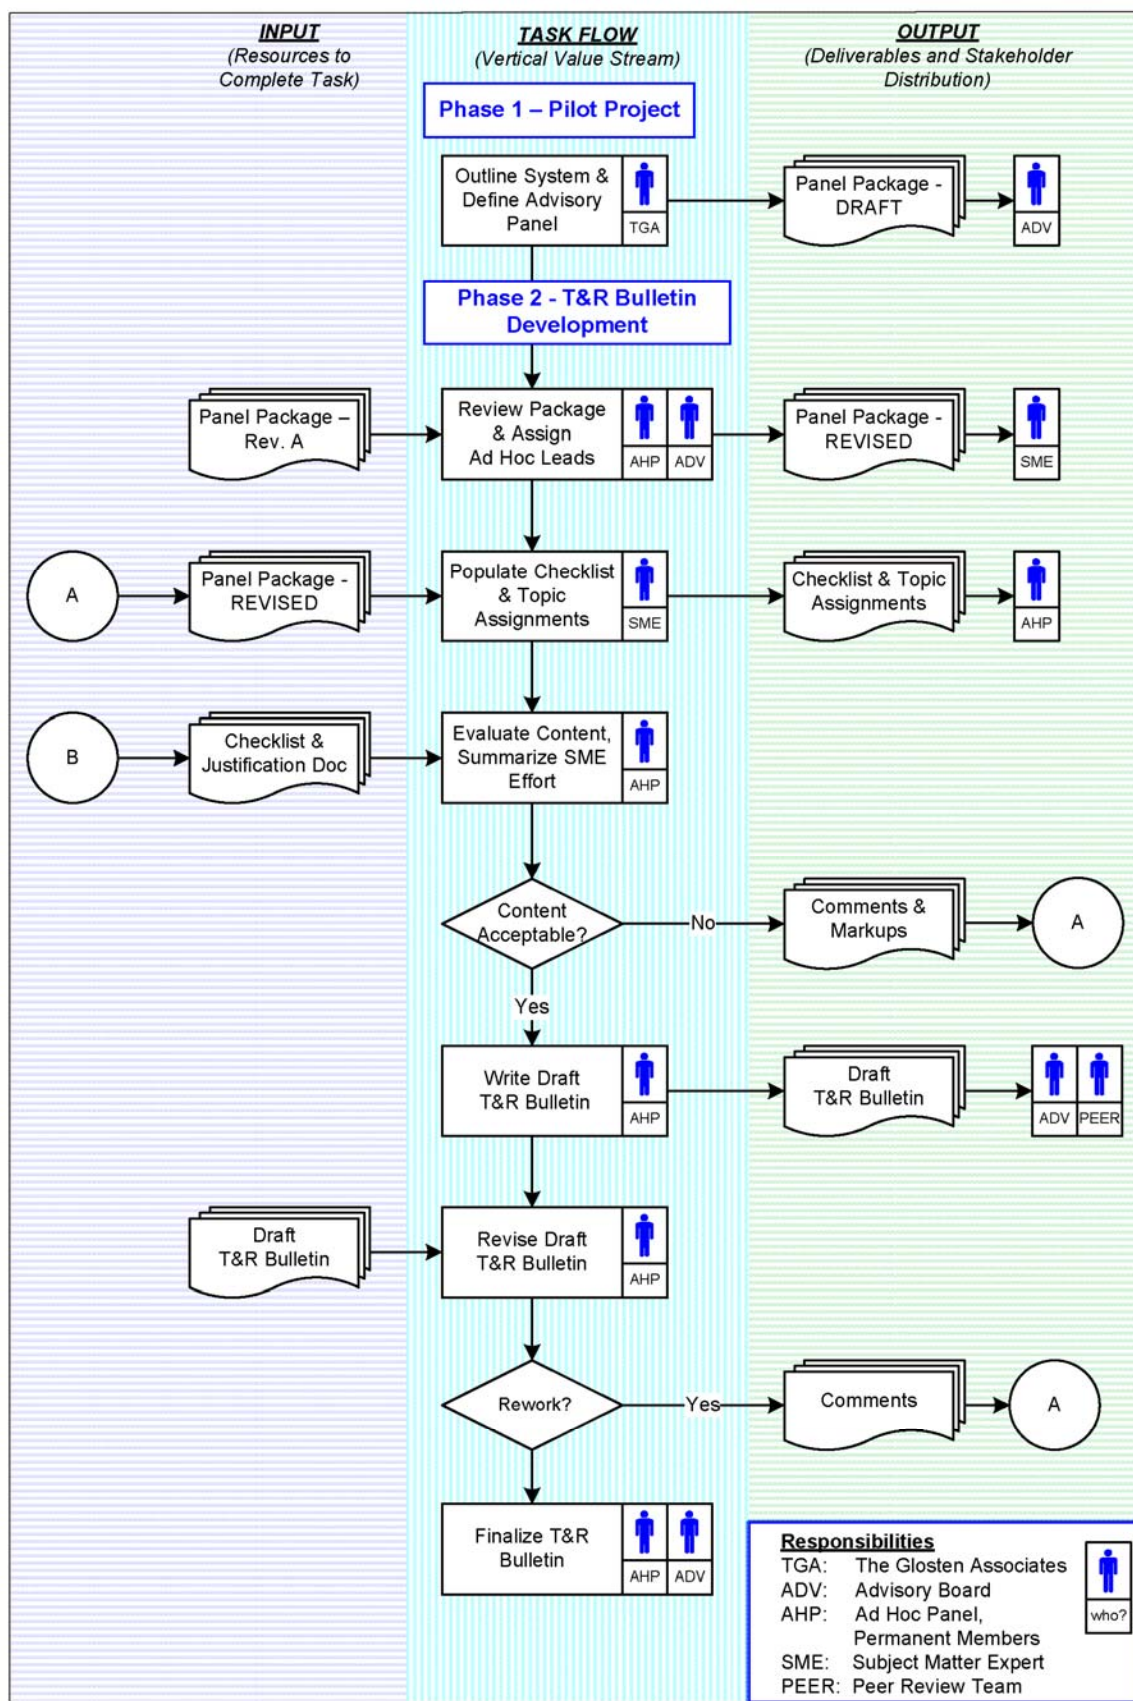 INPUT
(Resources to
Complete Task)
TASK FLOW
(Vertical Value Stream)
OUTPUT
(Deliverables and Stakeholder
Distribution)
Phase 1 – Pilot Project
Outline System &
Define Advisory
Panel
TGA
Panel Package -
DRAFT
ADV
Phase 2 - T&R Bulletin
Development
Panel Package –
Rev. A
Review Package
& Assign
Ad Hoc Leads
AHP
ADV
Panel Package -
REVISED
SME
A
Panel Package -
REVISED
Populate Checklist
& Topic
Assignments
SME
Checklist & Topic
Assignments
AHP
B
Checklist &
Justification Doc
Evaluate Content,
Summarize SME
Effort
AHP
Content
Acceptable?
No
Comments &
Markups
A
Yes
Write Draft
T&R Bulletin
AHP
Draft
T&R Bulletin
ADV
PEER
Draft
T&R Bulletin
Revise Draft
T&R Bulletin
AHP
Rework?
Yes
Comments
A
Finalize T&R
Bulletin
AHP
ADV
Responsibilities
TGA: The Glosten Associates
ADV: Advisory Board
AHP: Ad Hoc Panel,
Permanent Members
SME: Subject Matter Expert
PEER: Peer Review Team
who?